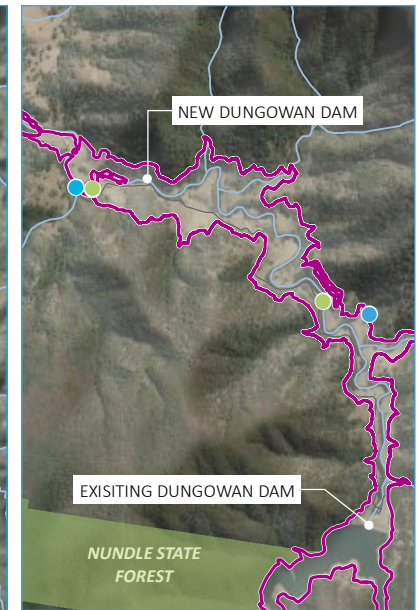 NEW DUNGOWAN DAM
EXISITING DUNGOWAN DAM
NUNDLE STATE
FOREST